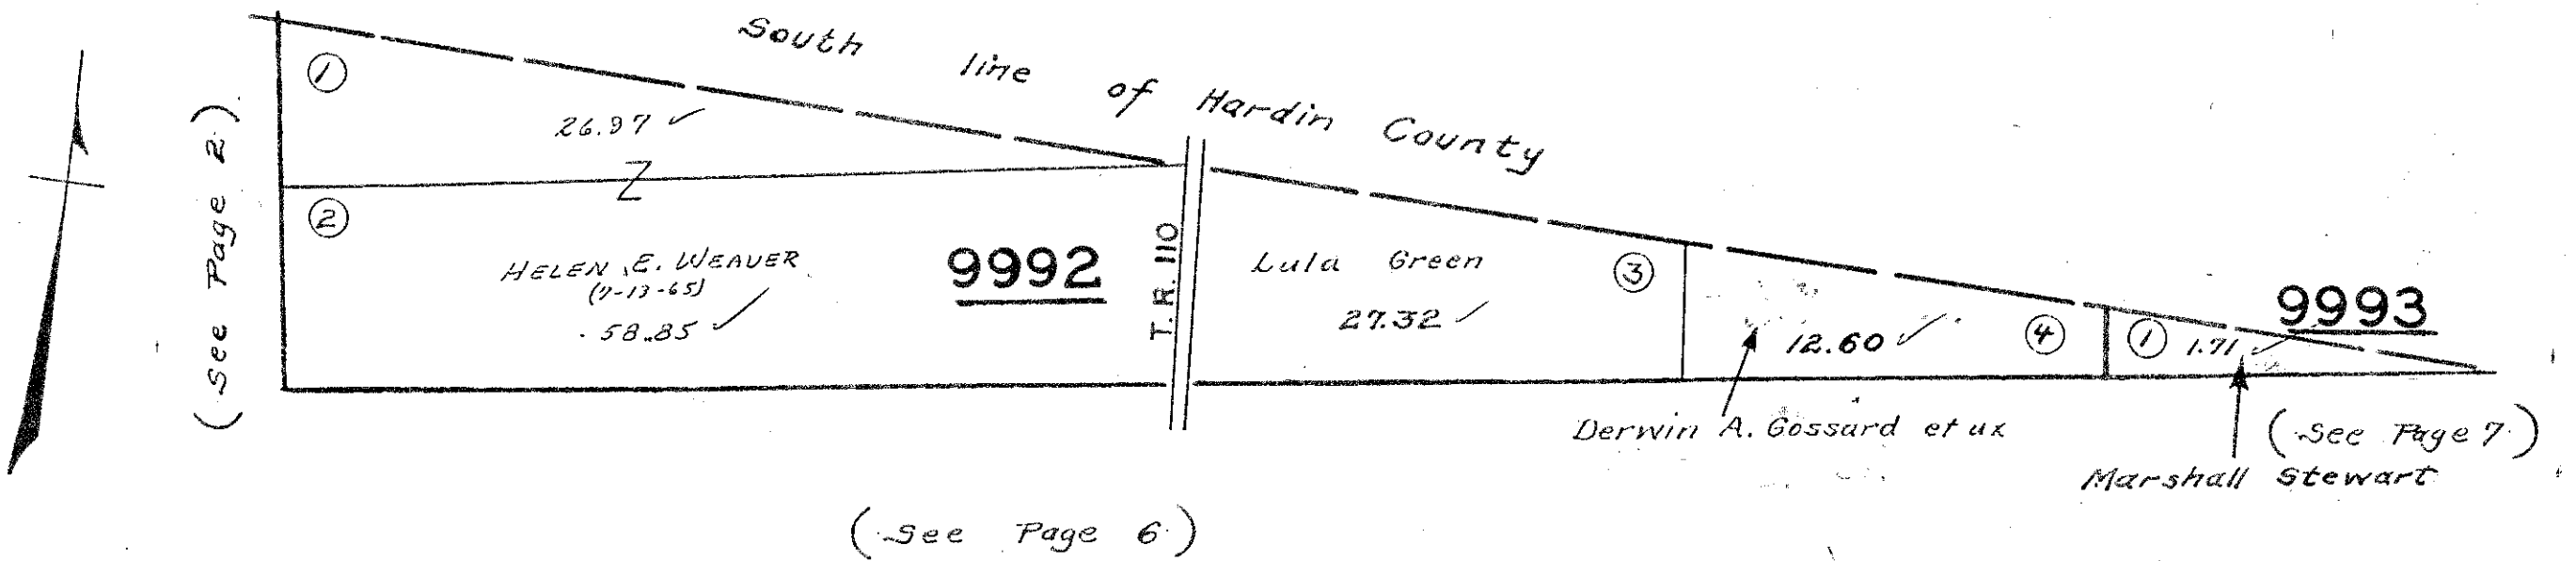 South line of Hardin County
(See Page 2)
1
26.97 ✓
2
HELEN E. WEAVER
(7-13-65)
58.85 ✓
9992
T. R. 110
Lula Green
27.32 ✓
3
12.60 ✓
4
Derwin A. Gossard et ux
9993
1
1.71 ✓
Marshall Stewart
(See Page 7)
(See Page 6)